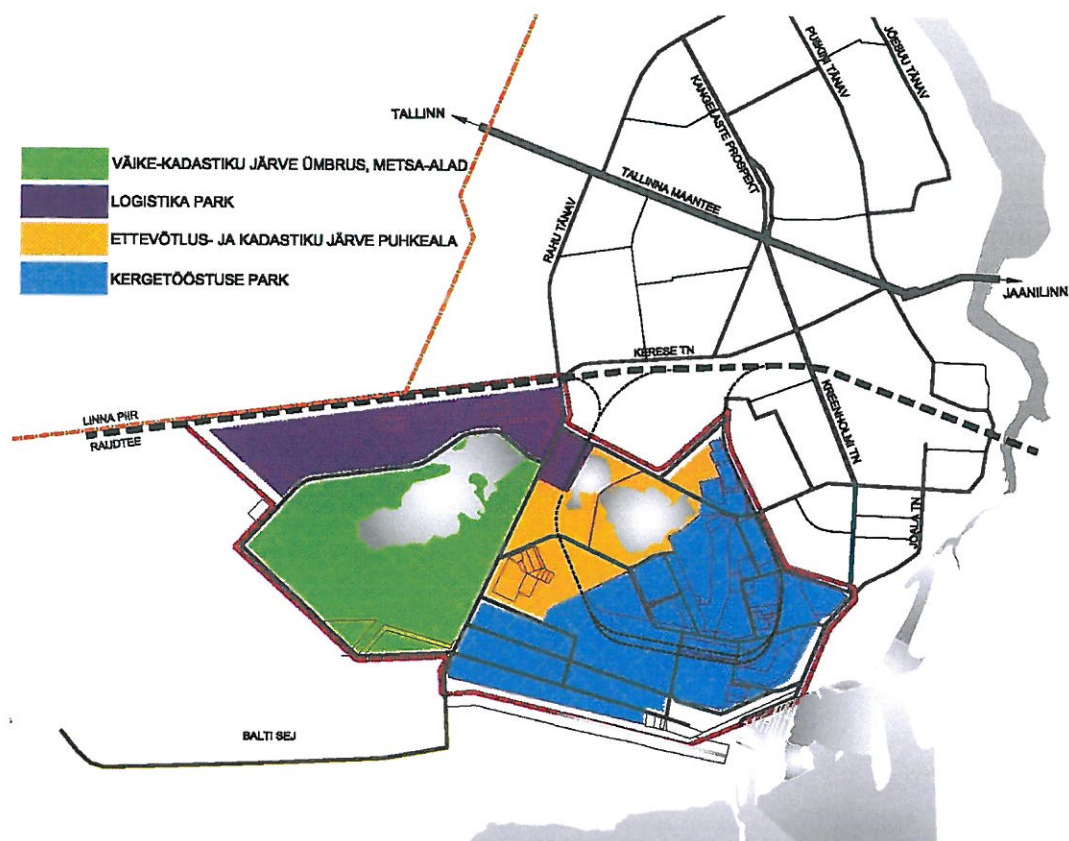 PUŠKINI TÄNAV
JÕESUU TÄNAV
KANGELASTE PROSPEKT
TALLINN
TALLINNA MAANTEE
RAHU TÄNAV
VÄIKE-KADASTIKU JÄRVE ÜMBRUS, METSA-ALAD
LOGISTIKA PARK
ETTEVÕTLUS- JA KADASTIKU JÄRVE PUHKEALA
KERGETÖÖSTUSE PARK
JAANILINN
KERESE TN
KREENHOLMI TN
LINNA PIIR
RAUDTEE
JOALA TN
BALTI SEJ